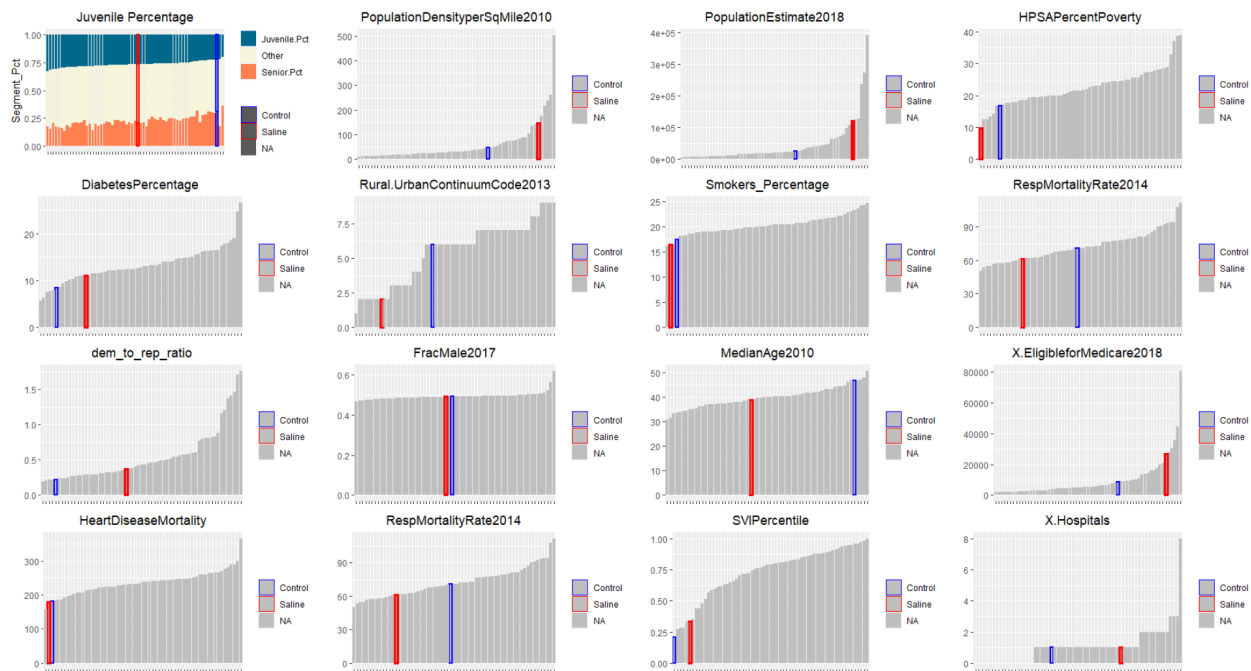 Juvenile Percentage
Segment_Pct
1.00
0.75
0.50
0.25
0.00
Juvenile.Pct
Other
Senior.Pct
Control
Saline
NA
PopulationDensityperSqMile2010
500
400
300
200
100
0
Control
Saline
NA
PopulationEstimate2018
4e+05
3e+05
2e+05
1e+05
0e+00
Control
Saline
NA
HPSAPercentPoverty
40
30
20
10
0
Control
Saline
NA
DiabetesPercentage
20
10
0
Control
Saline
NA
Rural.UrbanContinuumCode2013
7.5
5.0
2.5
0.0
Control
Saline
NA
Smokers_Percentage
25
20
15
10
5
0
Control
Saline
NA
RespMortalityRate2014
90
60
30
0
Control
Saline
NA
dem_to_rep_ratio
1.5
1.0
0.5
0.0
Control
Saline
NA
FracMale2017
0.6
0.4
0.2
0.0
Control
Saline
NA
MedianAge2010
50
40
30
20
10
0
Control
Saline
NA
X.EligibleforMedicare2018
80000
60000
40000
20000
0
Control
Saline
NA
HeartDiseaseMortality
300
200
100
0
Control
Saline
NA
RespMortalityRate2014
90
60
30
0
Control
Saline
NA
SVIPercentile
1.00
0.75
0.50
0.25
0.00
Control
Saline
NA
X.Hospitals
8
6
4
2
0
Control
Saline
NA